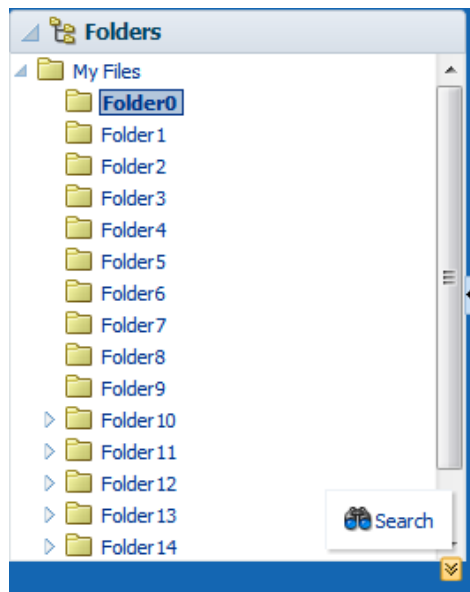 Folders
My Files
Folder0
Folder1
Folder2
Folder3
Folder4
Folder5
Folder6
Folder7
Folder8
Folder9
Folder10
Folder11
Folder12
Folder13
Search
Folder14